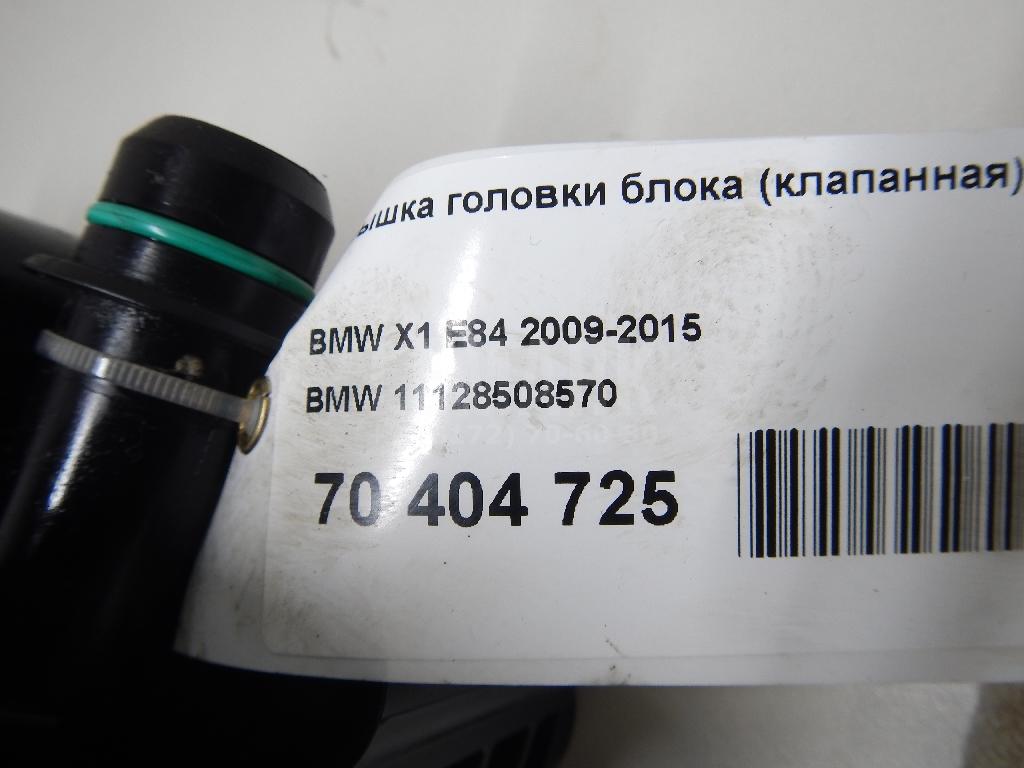 ышка головки блока (клапанная)
BMW X1 E84 2009-2015
BMW 11128508570
70 404 725